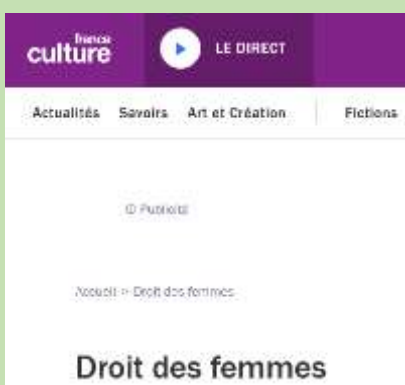 france
culture
LE DIRECT
Actualités Savoirs Art et Création Fictions
Publicité
Accueil > Droit des femmes
Droit des femmes